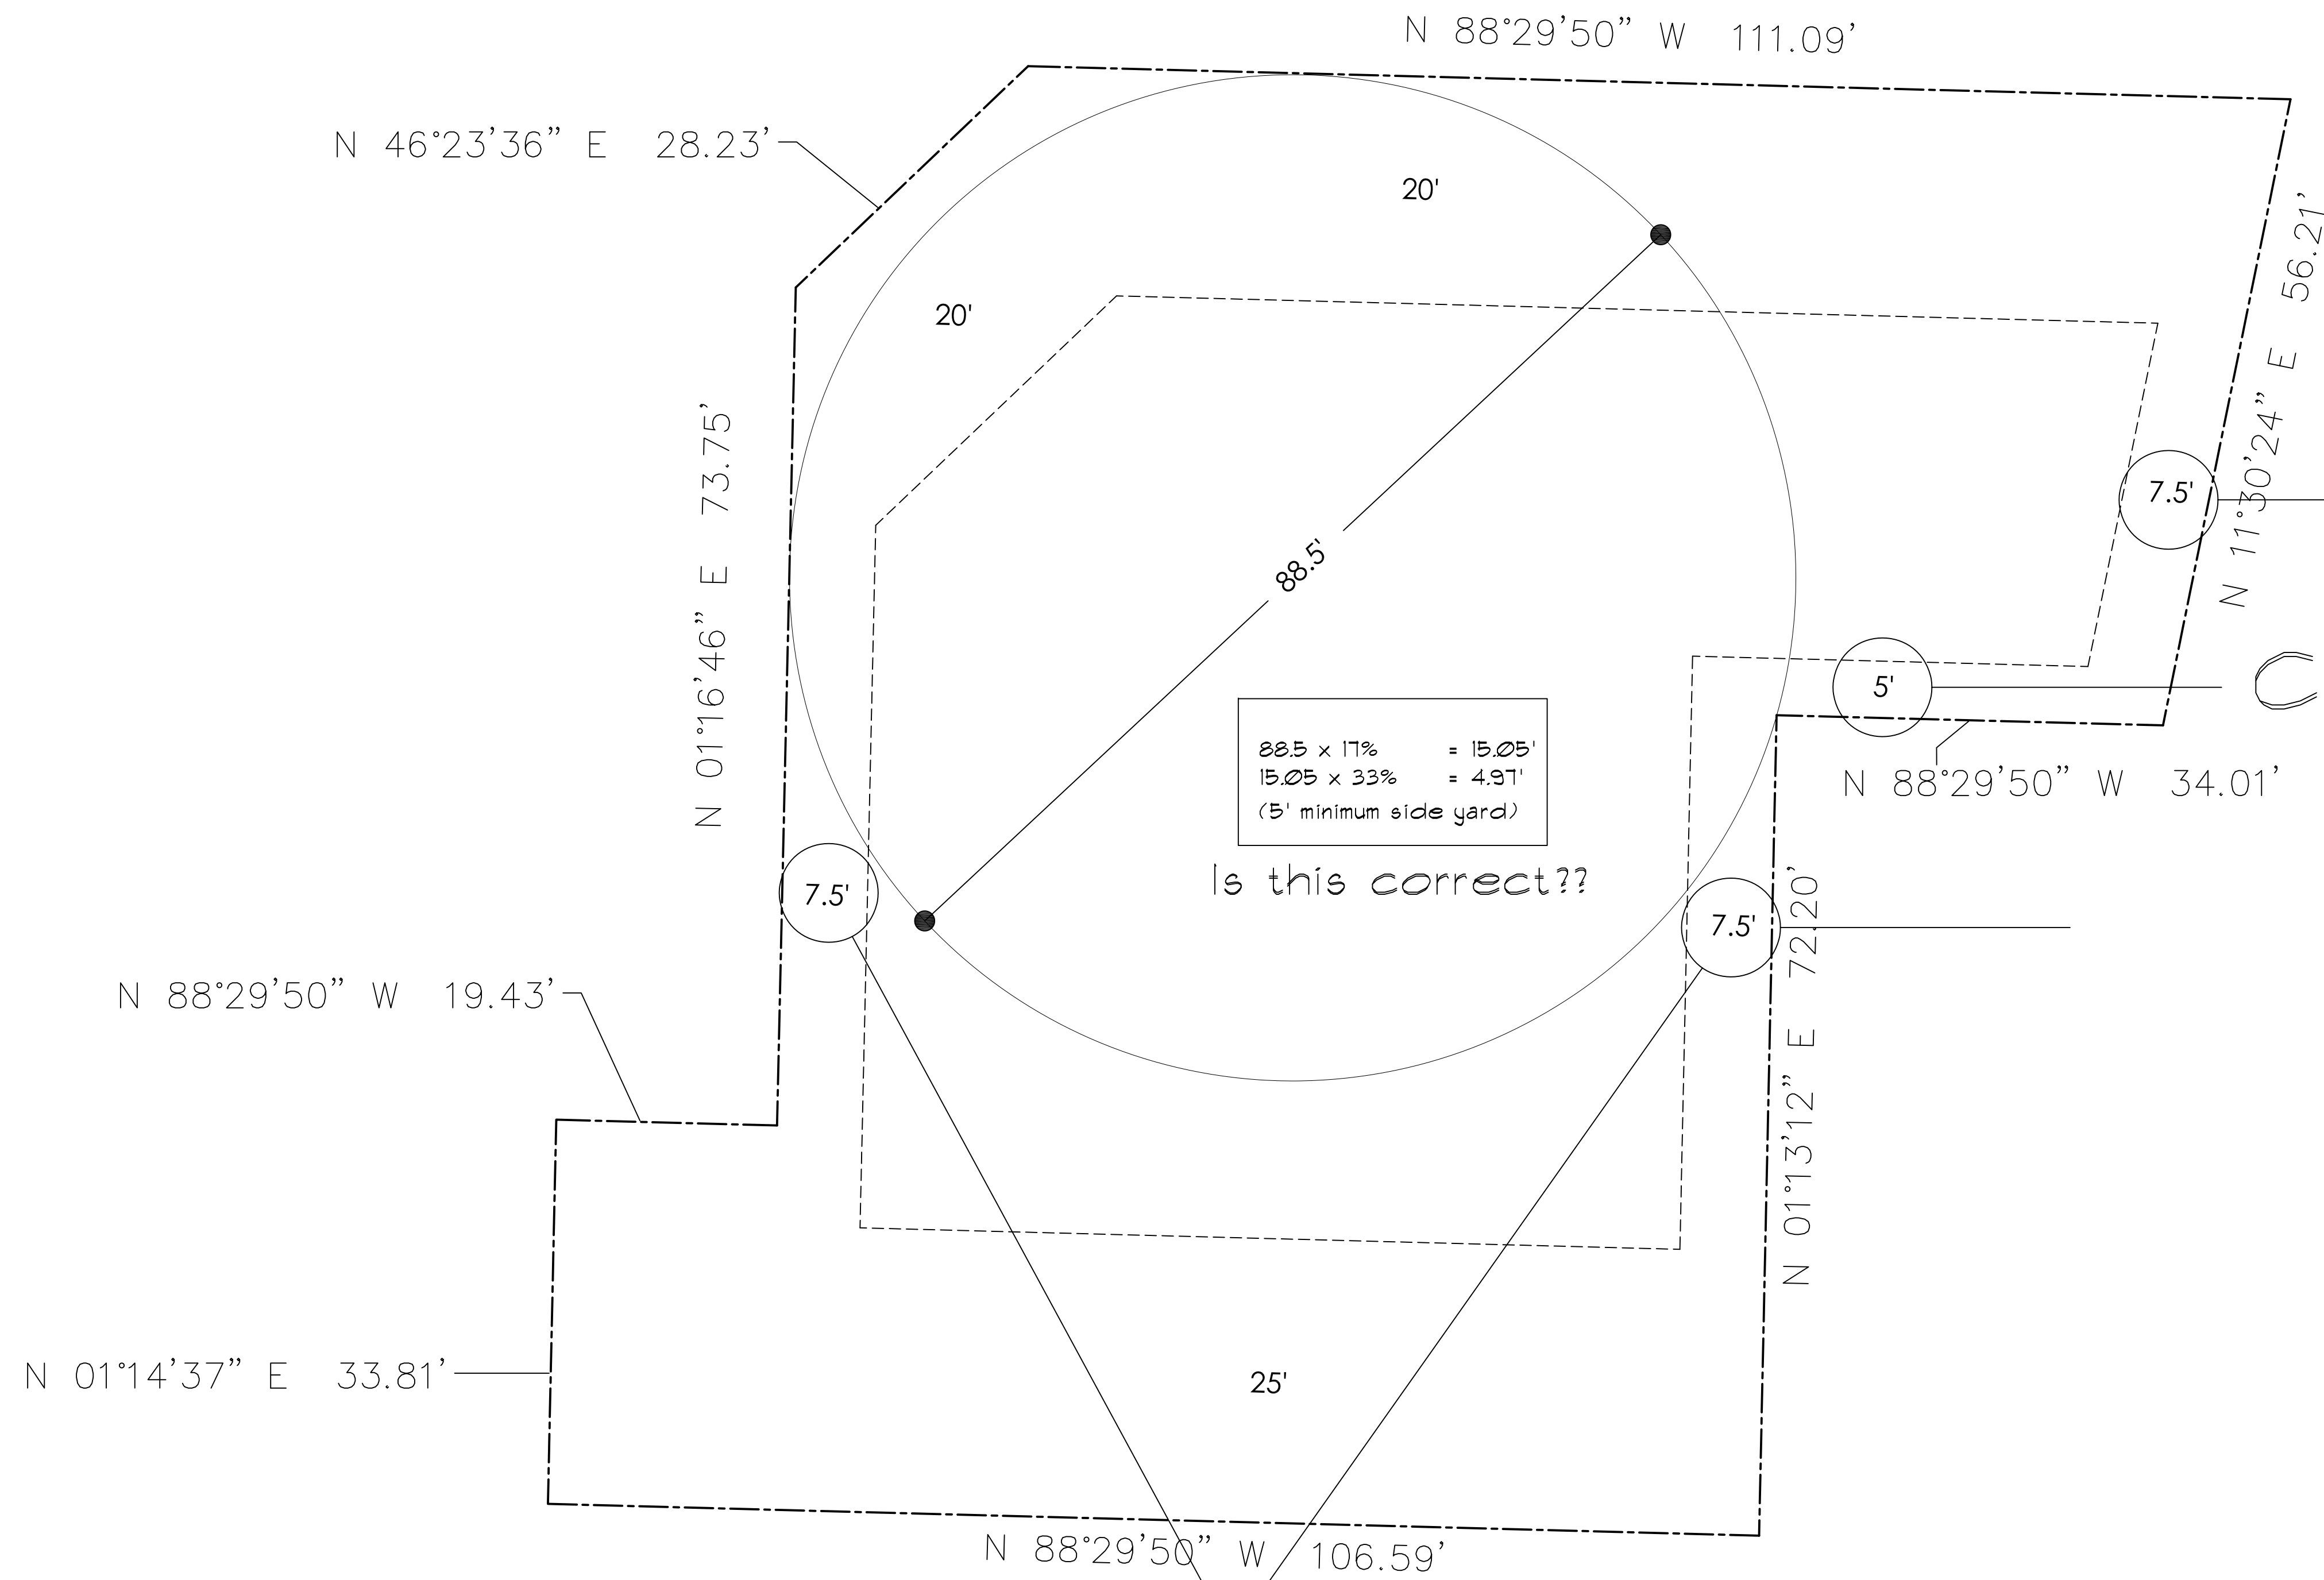 N 88°29’50” W 111.09’
N 46°23’36” E 28.23’
20'
20'
N 11°30’24” E 56.21’
7.5'
88.5'
N 01°16’46” E 73.75’
5'
88.5 x 17% = 15.05'
15.05 x 33% = 4.97'
(5' minimum side yard)
Is this correct??
N 88°29’50” W 34.01’
7.5'
7.5'
N 88°29’50” W 19.43’
N 01°13’12” E 72.20’
N 01°14’37” E 33.81’
25'
N 88°29’50” W 106.59’